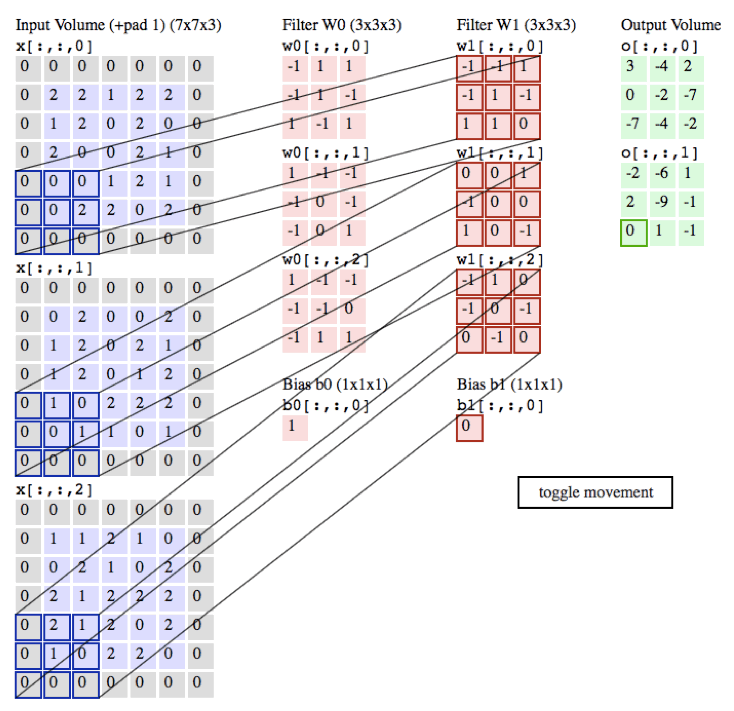 Input Volume (+pad 1) (7x7x3)
x[:,:,0]
0 0 0 0 0 0 0
0 2 2 1 2 2 0
0 1 2 0 2 0 0
0 2 0 0 2 1 0
0 0 0 1 2 1 0
0 0 2 2 0 2 0
0 0 0 0 0 0 0
x[:,:,1]
0 0 0 0 0 0 0
0 0 2 0 0 2 0
0 1 2 0 2 1 0
0 1 2 0 1 2 0
0 1 0 2 2 2 0
0 0 1 1 0 1 0
0 0 0 0 0 0 0
x[:,:,2]
0 0 0 0 0 0 0
0 1 1 2 1 0 0
0 0 2 1 0 2 0
0 2 1 2 2 2 0
0 2 1 2 0 2 0
0 1 0 2 2 0 0
0 0 0 0 0 0 0
Filter W0 (3x3x3)
w0[:,:,0]
-1 1 1
-1 1 -1
1 -1 1
w0[:,:,1]
1 -1 -1
-1 0 -1
-1 0 1
w0[:,:,2]
1 -1 -1
-1 -1 0
-1 1 1
Bias b0 (1x1x1)
b0[:,:,0]
1
Filter W1 (3x3x3)
w1[:,:,0]
-1 -1 1
-1 1 -1
1 1 0
w1[:,:,1]
0 0 1
-1 0 0
1 0 -1
w1[:,:,2]
-1 1 0
-1 0 -1
0 -1 0
Bias b1 (1x1x1)
b1[:,:,0]
0
Output Volume
o[:,:,0]
3 -4 2
0 -2 -7
-7 -4 -2
o[:,:,1]
-2 -6 1
2 -9 -1
0 1 -1
toggle movement